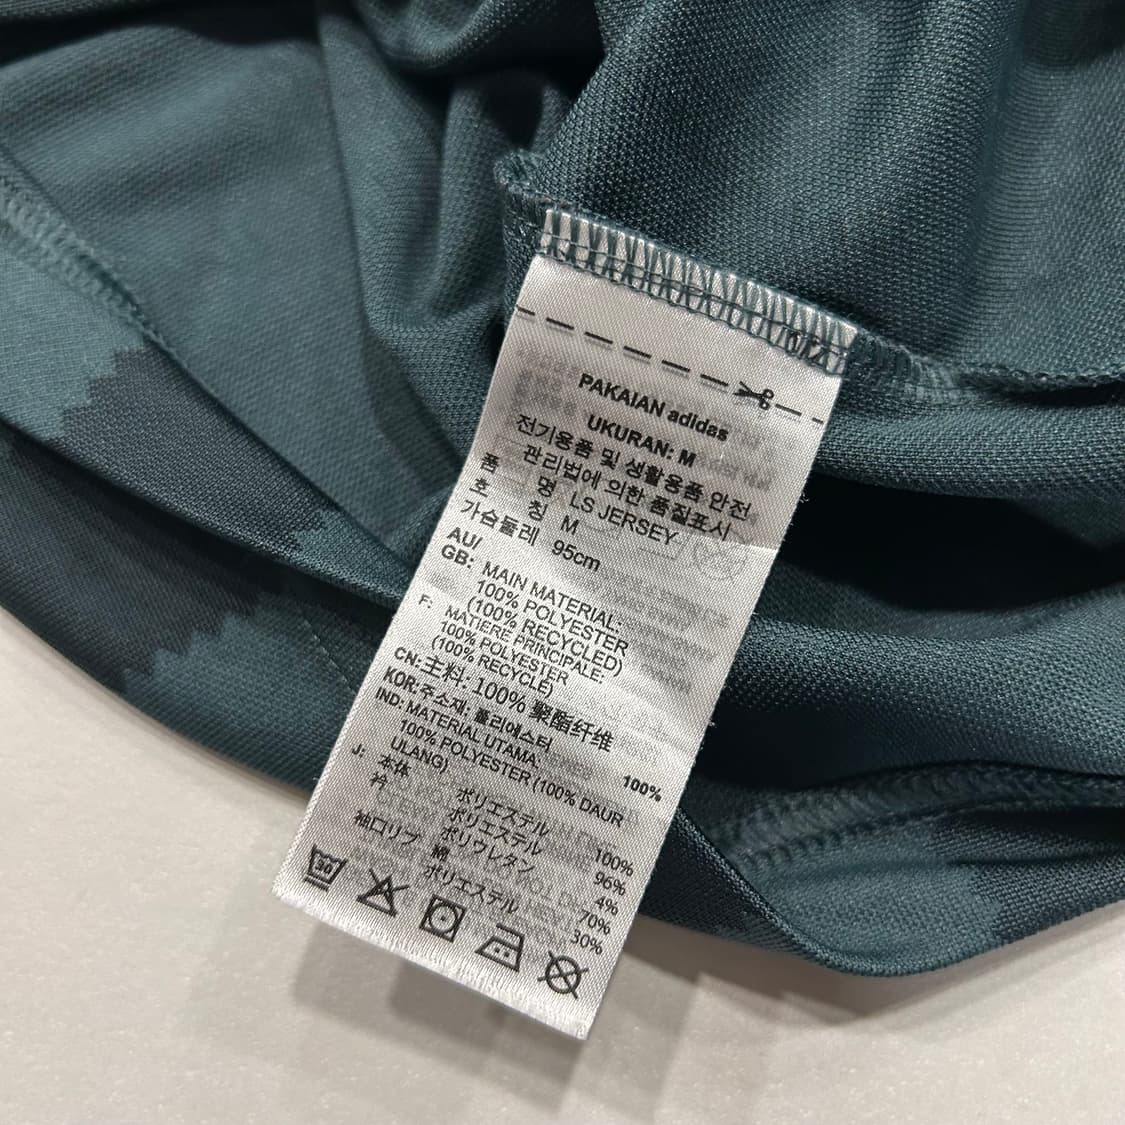 PAKAIAN adidas
UKURAN: M
전기용품 및 생활용품 안전
관리법에 의한 품질표시
품 명 LS JERSEY
호 칭 M
가슴둘레 95cm
AU/
GB: MAIN MATERIAL:
100% POLYESTER
(100% RECYCLED)
F: MATIERE PRINCIPALE:
100% POLYESTER
(100% RECYCLE)
CN: 主料: 100% 聚酯纤维
KOR: 주소재: 폴리에스터 100%
IND: MATERIAL UTAMA:
100% POLYESTER (100% DAUR
ULANG)
J: 本体 ポリエステル 100%
衿 ポリエステル 96%
ポリウレタン 4%
袖口リブ 綿 70%
ポリエステル 30%
30